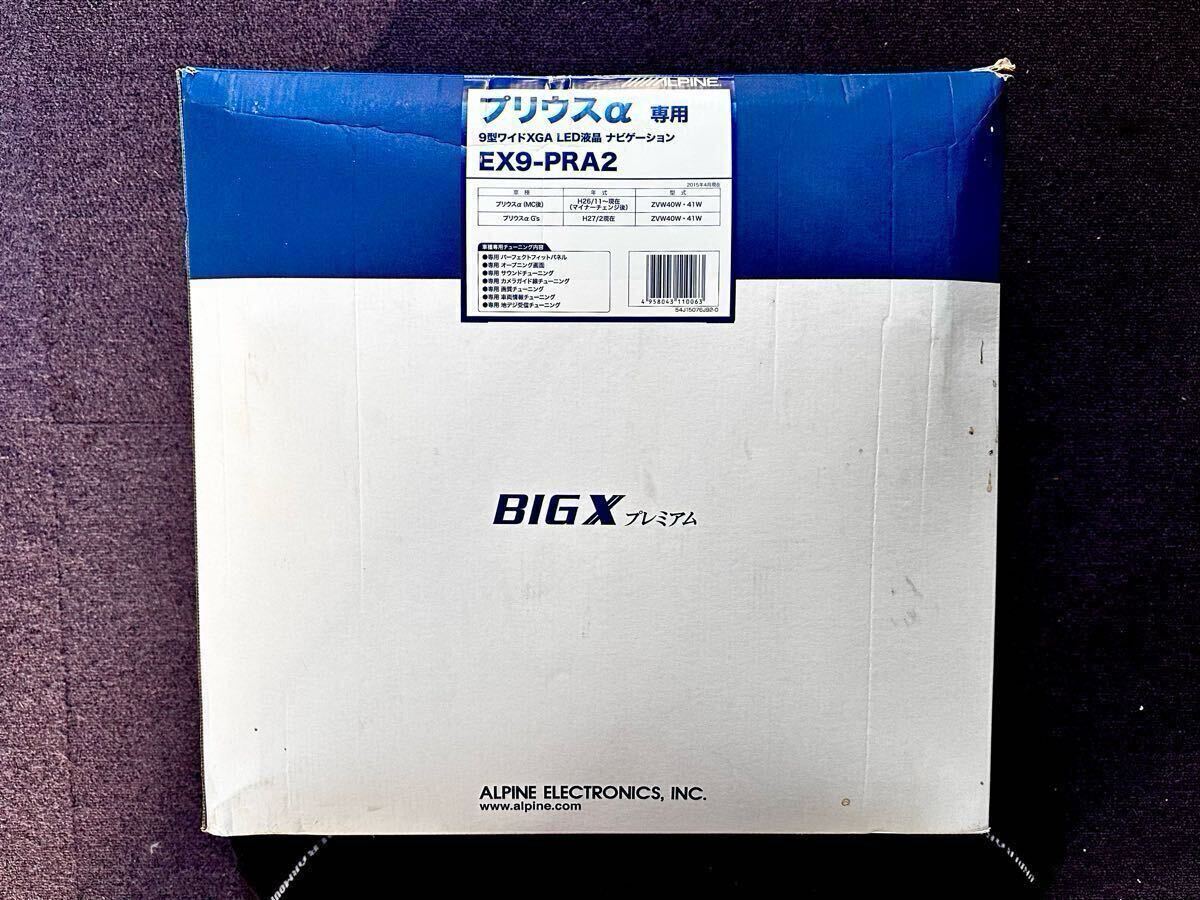 ALPINE
プリウスα 専用
9型ワイドXGA LED液晶 ナビゲーション
EX9-PRA2
2015年4月現在
車種 年式 型式
プリウスα (MC後) H26/11〜現在 (マイナーチェンジ後) ZVW40W・41W
プリウスα G's H27/2現在 ZVW40W・41W
車種専用チューニング内容
●専用 パーフェクトフィットパネル
●専用 オープニング画面
●専用 サウンドチューニング
●専用 カメラガイド線チューニング
●専用 画質チューニング
●専用 車両情報チューニング
●専用 地デジ受信チューニング
4 958043 110063
54J15076J92-O
BIG X プレミアム
ALPINE ELECTRONICS, INC.
www.alpine.com